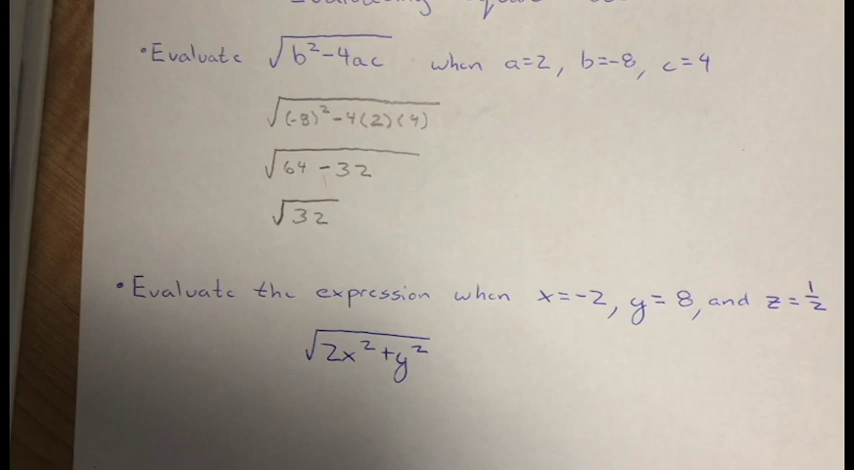 • Evaluate √(b²-4ac) when a=2, b=-8, c=4
√((-8)²-4(2)(4))
√(64-32)
√32
• Evaluate the expression when x=-2, y=8, and z=½
√(2x²+y²)